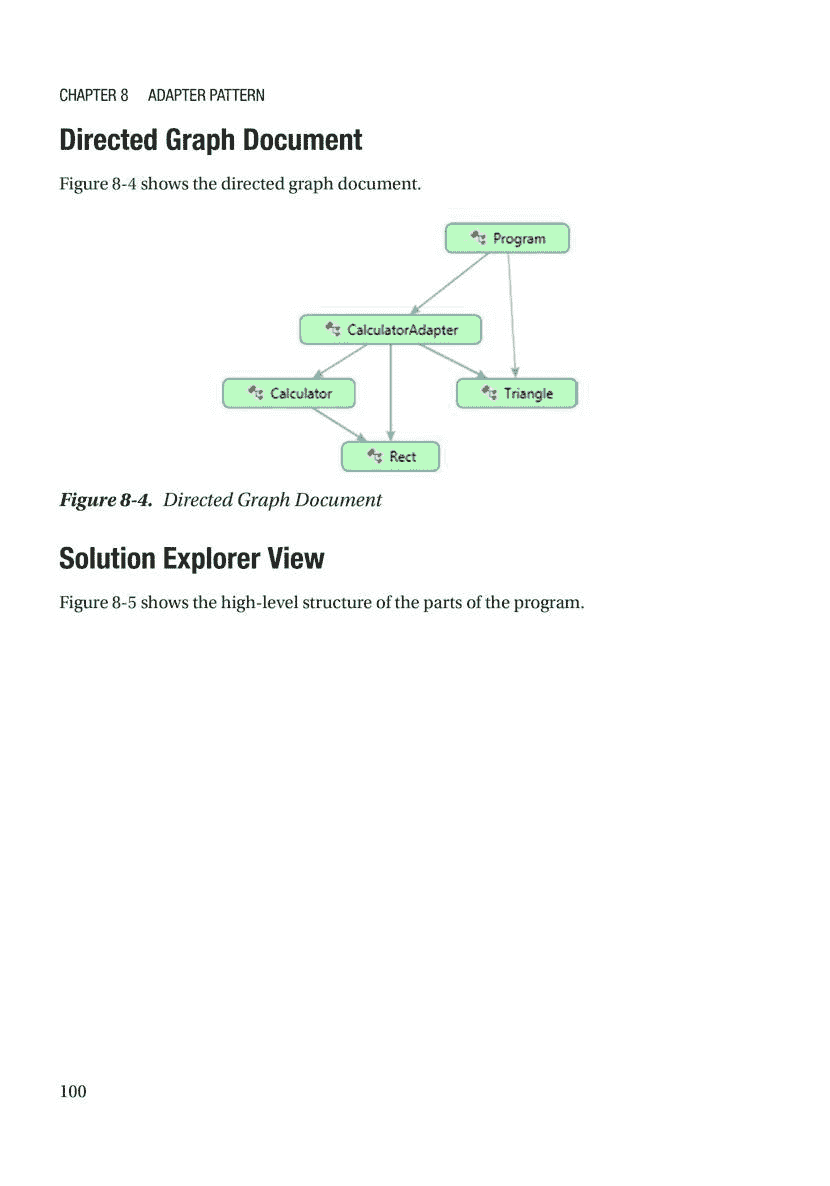 CHAPTER 8 ADAPTER PATTERN
Directed Graph Document
Figure 8-4 shows the directed graph document.
Program
CalculatorAdapter
Calculator
Triangle
Rect
Figure 8-4. Directed Graph Document
Solution Explorer View
Figure 8-5 shows the high-level structure of the parts of the program.
100